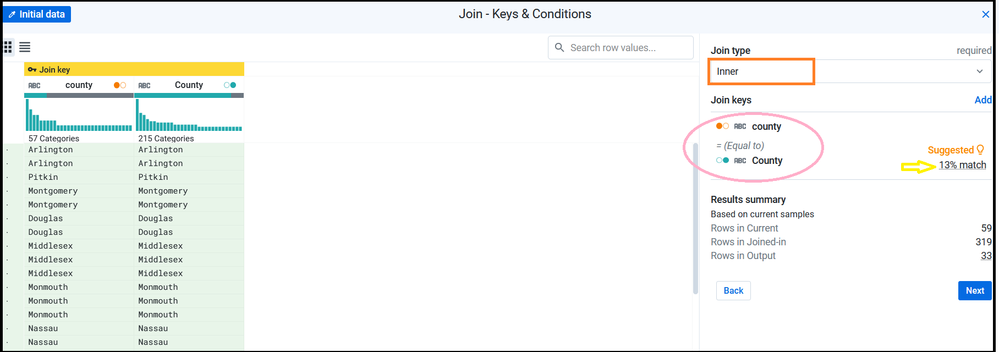 Initial data
Join - Keys & Conditions
Search row values...
Join key
ABC county ABC County
57 Categories 215 Categories
Arlington Arlington
Arlington Arlington
Pitkin Pitkin
Montgomery Montgomery
Montgomery Montgomery
Douglas Douglas
Douglas Douglas
Middlesex Middlesex
Middlesex Middlesex
Middlesex Middlesex
Monmouth Monmouth
Monmouth Monmouth
Monmouth Monmouth
Nassau Nassau
Nassau Nassau
Join type required
Inner
Join keys Add
ABC county
= (Equal to)
Suggested
ABC County
13% match
Results summary
Based on current samples
Rows in Current 59
Rows in Joined-in 319
Rows in Output 33
Back Next